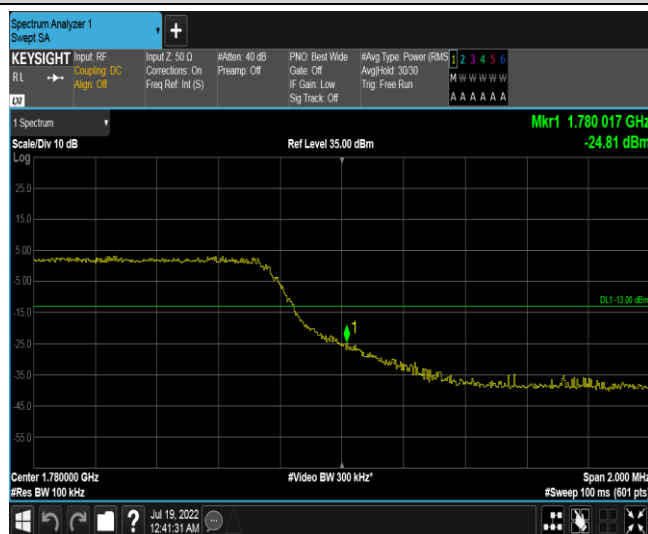 Spectrum Analyzer 1
Swept SA
+
KEYSIGHT
RL
LXI
Input: RF
Coupling: DC
Align: Off
Input Z: 50 Ω
Corrections: On
Freq Ref: Int (S)
#Atten: 40 dB
Preamp: Off
PNO: Best Wide
Gate: Off
IF Gain: Low
Sig Track: Off
#Avg Type: Power (RMS
Avg|Hold: 30/30
Trig: Free Run
1 2 3 4 5 6
M W W W W W
A A A A A A
1 Spectrum
Scale/Div 10 dB
Ref Level 35.00 dBm
Mkr1 1.780 017 GHz
-24.81 dBm
Log
25.0
15.0
5.00
-5.00
DL1 -13.00 dBm
-15.0
1
-25.0
-35.0
-45.0
-55.0
Center 1.780000 GHz
#Video BW 300 kHz*
Span 2.000 MHz
#Res BW 100 kHz
#Sweep 100 ms (601 pts)
?
Jul 19, 2022
12:41:31 AM